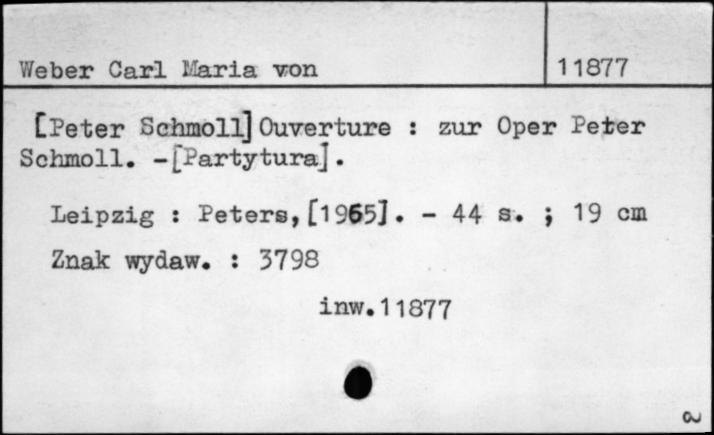 Weber Carl Maria von 11877
[Peter Schmoll] Ouverture : zur Oper Peter
Schmoll. -[Partytura].
Leipzig : Peters, [1965]. - 44 s. ; 19 cm
Znak wydaw. : 3798
inw.11877
2